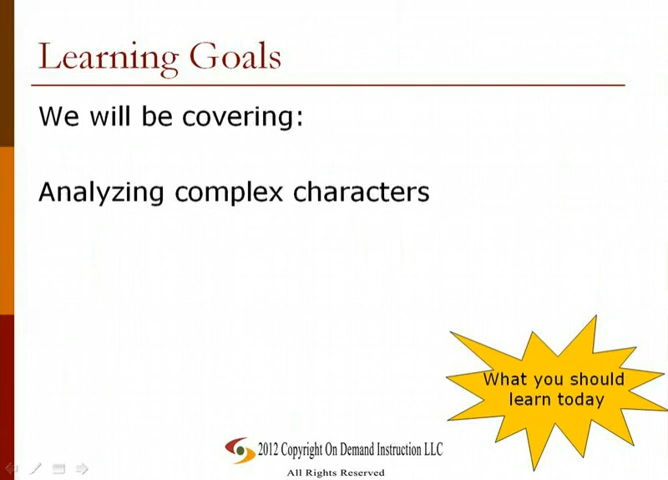 Learning Goals
We will be covering:
Analyzing complex characters
What you should
learn today
2012 Copyright On Demand Instruction LLC
All Rights Reserved